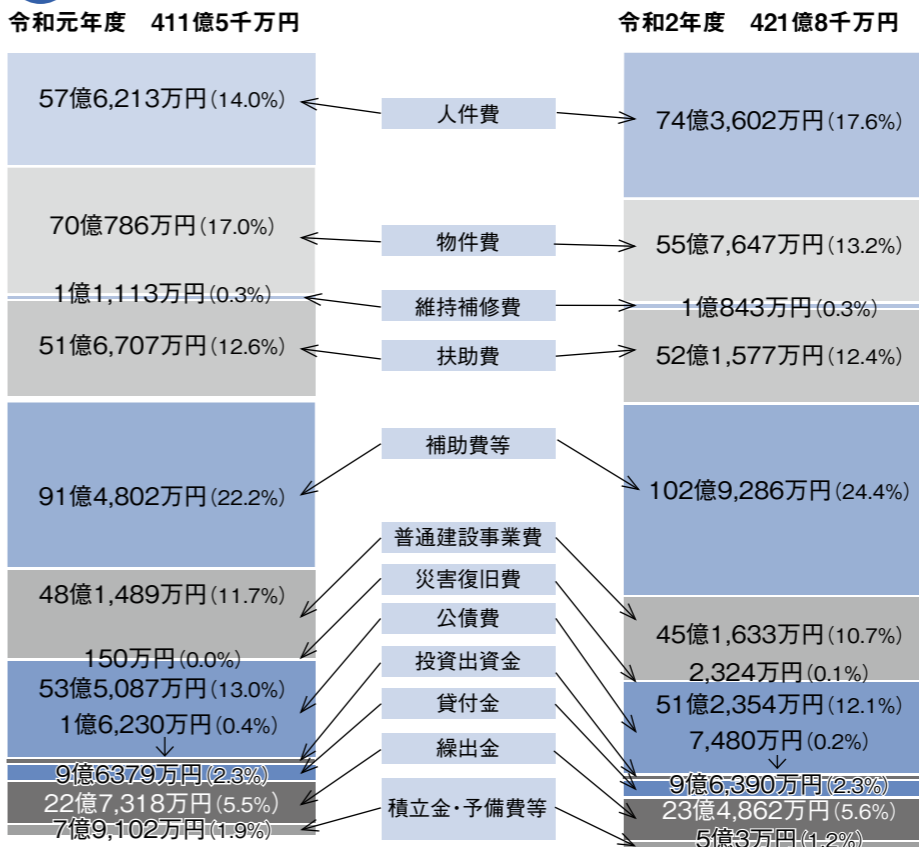 令和元年度　411億5千万円
令和2年度　421億8千万円
57億6,213万円(14.0%)
人件費
74億3,602万円(17.6%)
70億786万円(17.0%)
物件費
55億7,647万円(13.2%)
1億1,113万円(0.3%)
維持補修費
1億843万円(0.3%)
51億6,707万円(12.6%)
扶助費
52億1,577万円(12.4%)
91億4,802万円(22.2%)
補助費等
102億9,286万円(24.4%)
48億1,489万円(11.7%)
普通建設事業費
45億1,633万円(10.7%)
150万円(0.0%)
災害復旧費
2,324万円(0.1%)
53億5,087万円(13.0%)
公債費
51億2,354万円(12.1%)
1億6,230万円(0.4%)
投資出資金
7,480万円(0.2%)
9億6379万円(2.3%)
貸付金
9億6,390万円(2.3%)
22億7,318万円(5.5%)
繰出金
23億4,862万円(5.6%)
7億9,102万円(1.9%)
積立金・予備費等
5億3万円(1.2%)